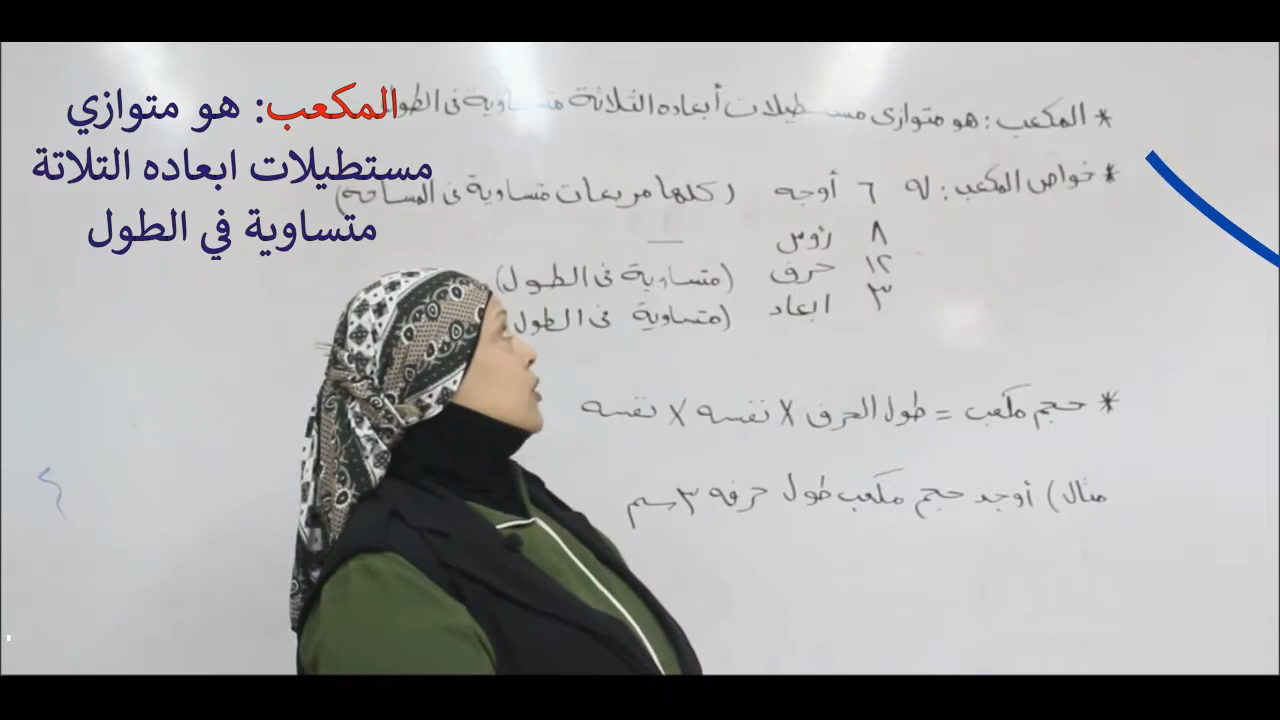 المكعب: هو متوازي
مستطيلات ابعاده التلاتة
متساوية في الطول
* المكعب : هو متوازى مستطيلات أبعاده الثلاثة متساوية فى الطول
* خواص المكعب : له ٦ أوجه (كلها مربعات متساوية فى المساحة)
٨ رؤس —
١٢ حرف (متساوية فى الطول)
٣ ابعاد (متساوية فى الطول
* حجم مكعب = طول الحرف X نفسه X نفسه
مثال) أوجد حجم مكعب طول حرفه ٣ سم